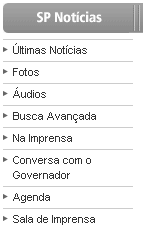 SP Notícias
Últimas Notícias
Fotos
Áudios
Busca Avançada
Na Imprensa
Conversa com o
Governador
Agenda
Sala de Imprensa